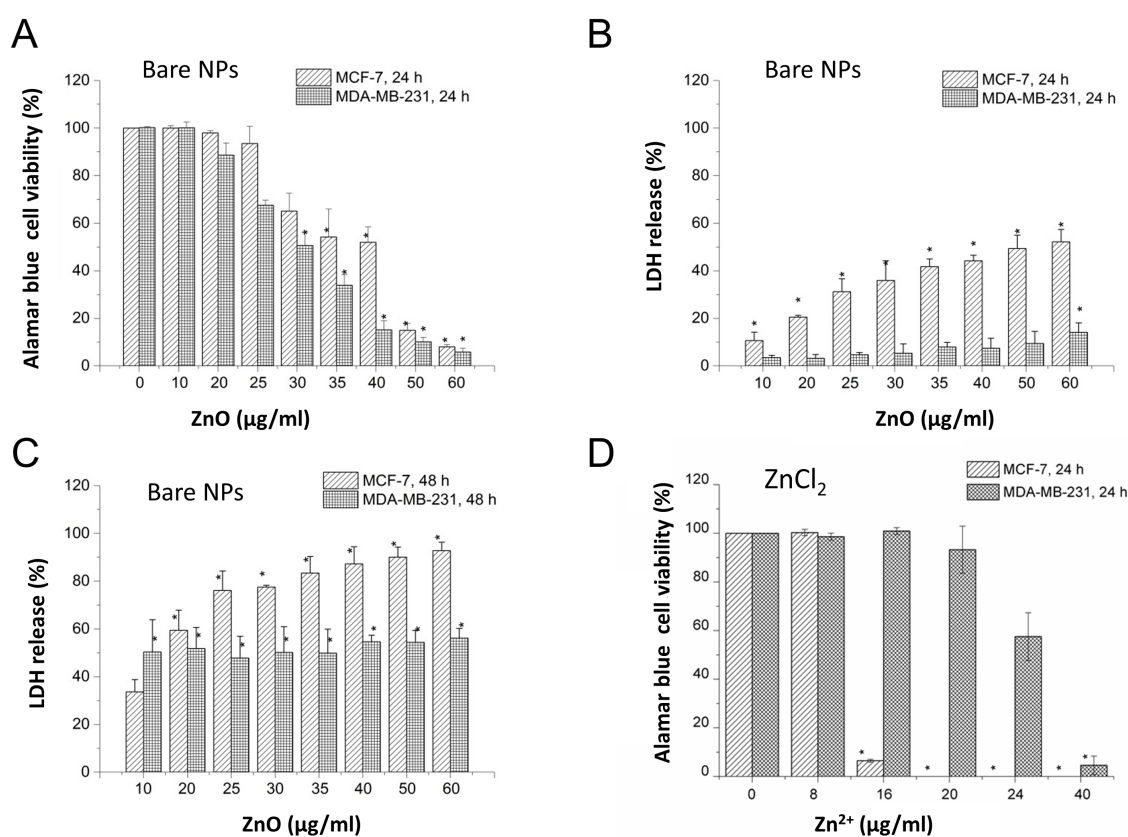 A
Bare NPs
MCF-7, 24 h
MDA-MB-231, 24 h
Alamar blue cell viability (%)
120
100
80
60
40
20
0
* * * * * * * * *
0 10 20 25 30 35 40 50 60
ZnO (µg/ml)
B
Bare NPs
MCF-7, 24 h
MDA-MB-231, 24 h
LDH release (%)
120
100
80
60
40
20
0
* * * * * * * * *
10 20 25 30 35 40 50 60
ZnO (µg/ml)
C
Bare NPs
MCF-7, 48 h
MDA-MB-231, 48 h
LDH release (%)
120
100
80
60
40
20
0
* * * * * * * * * * * * * * *
10 20 25 30 35 40 50 60
ZnO (µg/ml)
D
ZnCl₂
MCF-7, 24 h
MDA-MB-231, 24 h
Alamar blue cell viability (%)
120
100
80
60
40
20
0
* * * * *
0 8 16 20 24 40
Zn²⁺ (µg/ml)